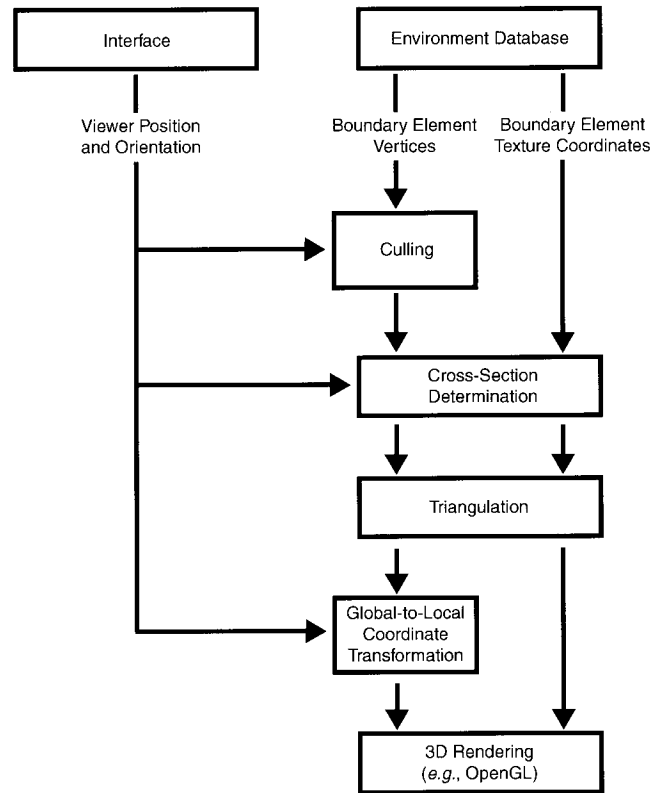 Interface
Environment Database
Viewer Position
and Orientation
Boundary Element
Vertices
Boundary Element
Texture Coordinates
Culling
Cross-Section
Determination
Triangulation
Global-to-Local
Coordinate
Transformation
3D Rendering
(e.g., OpenGL)